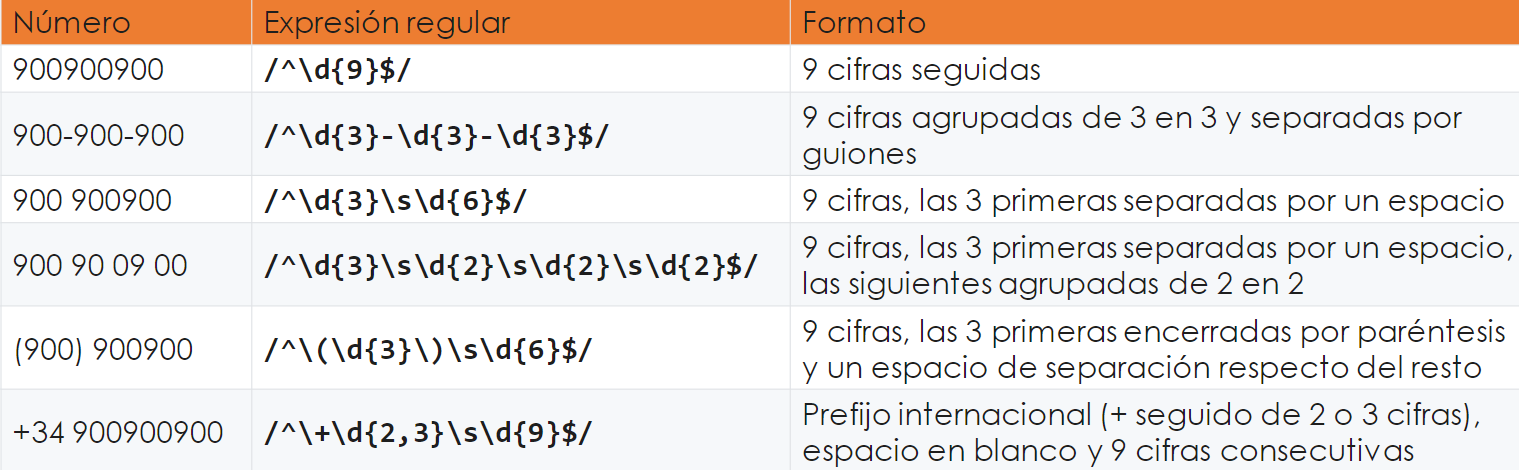 Número Expresión regular Formato
900900900 /^\d{9}$/ 9 cifras seguidas
900-900-900 /^\d{3}-\d{3}-\d{3}$/ 9 cifras agrupadas de 3 en 3 y separadas por
guiones
900 900900 /^\d{3}\s\d{6}$/ 9 cifras, las 3 primeras separadas por un espacio
900 90 09 00 /^\d{3}\s\d{2}\s\d{2}\s\d{2}$/ 9 cifras, las 3 primeras separadas por un espacio,
las siguientes agrupadas de 2 en 2
(900) 900900 /^\(\d{3}\)\s\d{6}$/ 9 cifras, las 3 primeras encerradas por paréntesis
y un espacio de separación respecto del resto
+34 900900900 /^\+\d{2,3}\s\d{9}$/ Prefijo internacional (+ seguido de 2 o 3 cifras),
espacio en blanco y 9 cifras consecutivas